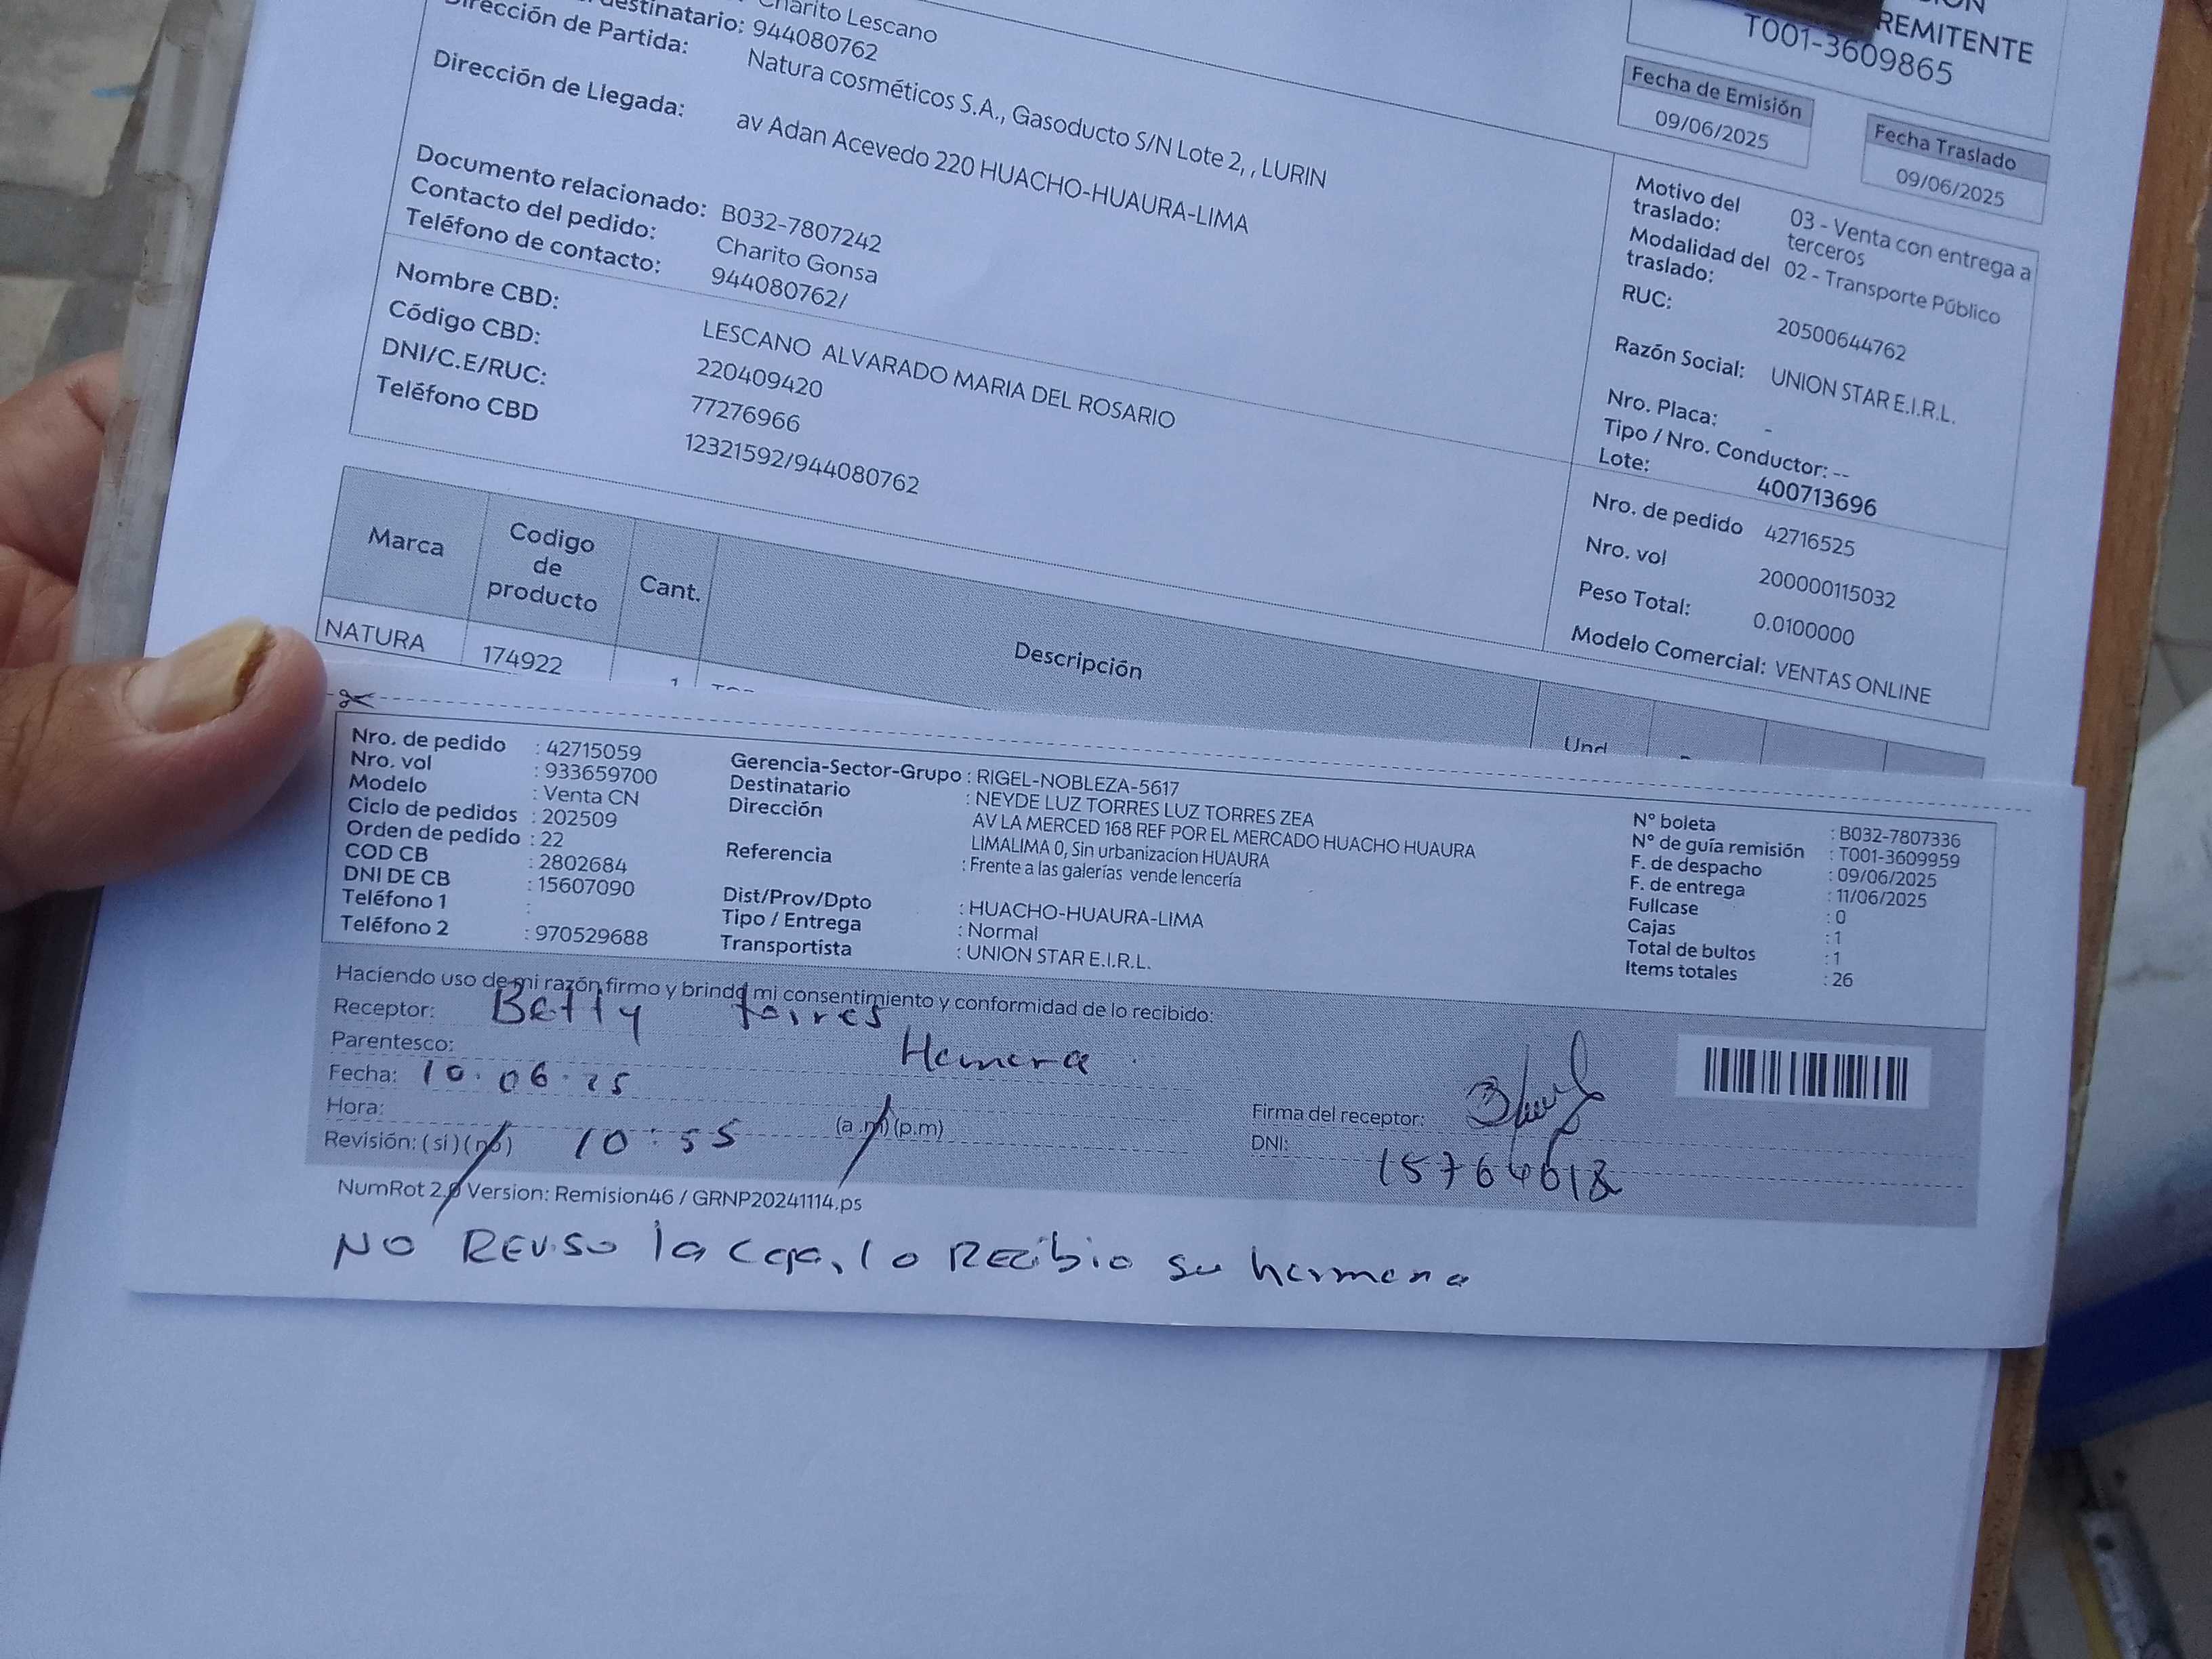 Charito Lescano
destinatario: 944080762
Dirección de Partida: Natura cosméticos S.A., Gasoducto S/N Lote 2, , LURIN
Dirección de Llegada: av Adan Acevedo 220 HUACHO-HUAURA-LIMA
Documento relacionado: B032-7807242
Contacto del pedido: Charito Gonsa
Teléfono de contacto: 944080762/
Nombre CBD: LESCANO ALVARADO MARIA DEL ROSARIO
Código CBD: 220409420
DNI/C.E/RUC: 77276966
Teléfono CBD 12321592/944080762
REMITENTE
T001-3609865
Fecha de Emisión
09/06/2025
Fecha Traslado
09/06/2025
Motivo del traslado: 03 - Venta con entrega a terceros
Modalidad del traslado: 02 - Transporte Público
RUC: 20500644762
Razón Social: UNION STAR E.I.R.L.
Nro. Placa: -
Tipo / Nro. Conductor: --
Lote: 400713696
Nro. de pedido 42716525
Nro. vol 200000115032
Peso Total: 0.0100000
Modelo Comercial: VENTAS ONLINE
Marca Codigo de producto Cant. Descripción Und
NATURA 174922 1
Nro. de pedido : 42715059
Nro. vol : 933659700
Modelo : Venta CN
Ciclo de pedidos : 202509
Orden de pedido : 22
COD CB : 2802684
DNI DE CB : 15607090
Teléfono 1 :
Teléfono 2 : 970529688
Gerencia-Sector-Grupo : RIGEL-NOBLEZA-5617
Destinatario : NEYDE LUZ TORRES LUZ TORRES ZEA
Dirección AV LA MERCED 168 REF POR EL MERCADO HUACHO HUAURA
LIMALIMA 0, Sin urbanizacion HUAURA
Referencia : Frente a las galerías vende lencería
Dist/Prov/Dpto : HUACHO-HUAURA-LIMA
Tipo / Entrega : Normal
Transportista : UNION STAR E.I.R.L.
N° boleta : B032-7807336
N° de guía remisión : T001-3609959
F. de despacho : 09/06/2025
F. de entrega : 11/06/2025
Fullcase : 0
Cajas : 1
Total de bultos : 1
Items totales : 26
Haciendo uso de mi razón firmo y brindo mi consentimiento y conformidad de lo recibido:
Receptor: Betty torres
Parentesco: Hemera
Fecha: 10.06.25
Hora: 10:55 (a.m) (p.m)
Revisión: ( si ) ( no )
Firma del receptor:
DNI:
NumRot 2.0 Version: Remision46 / GRNP20241114.ps
NO REViso la caja, lo RECibio su hermana